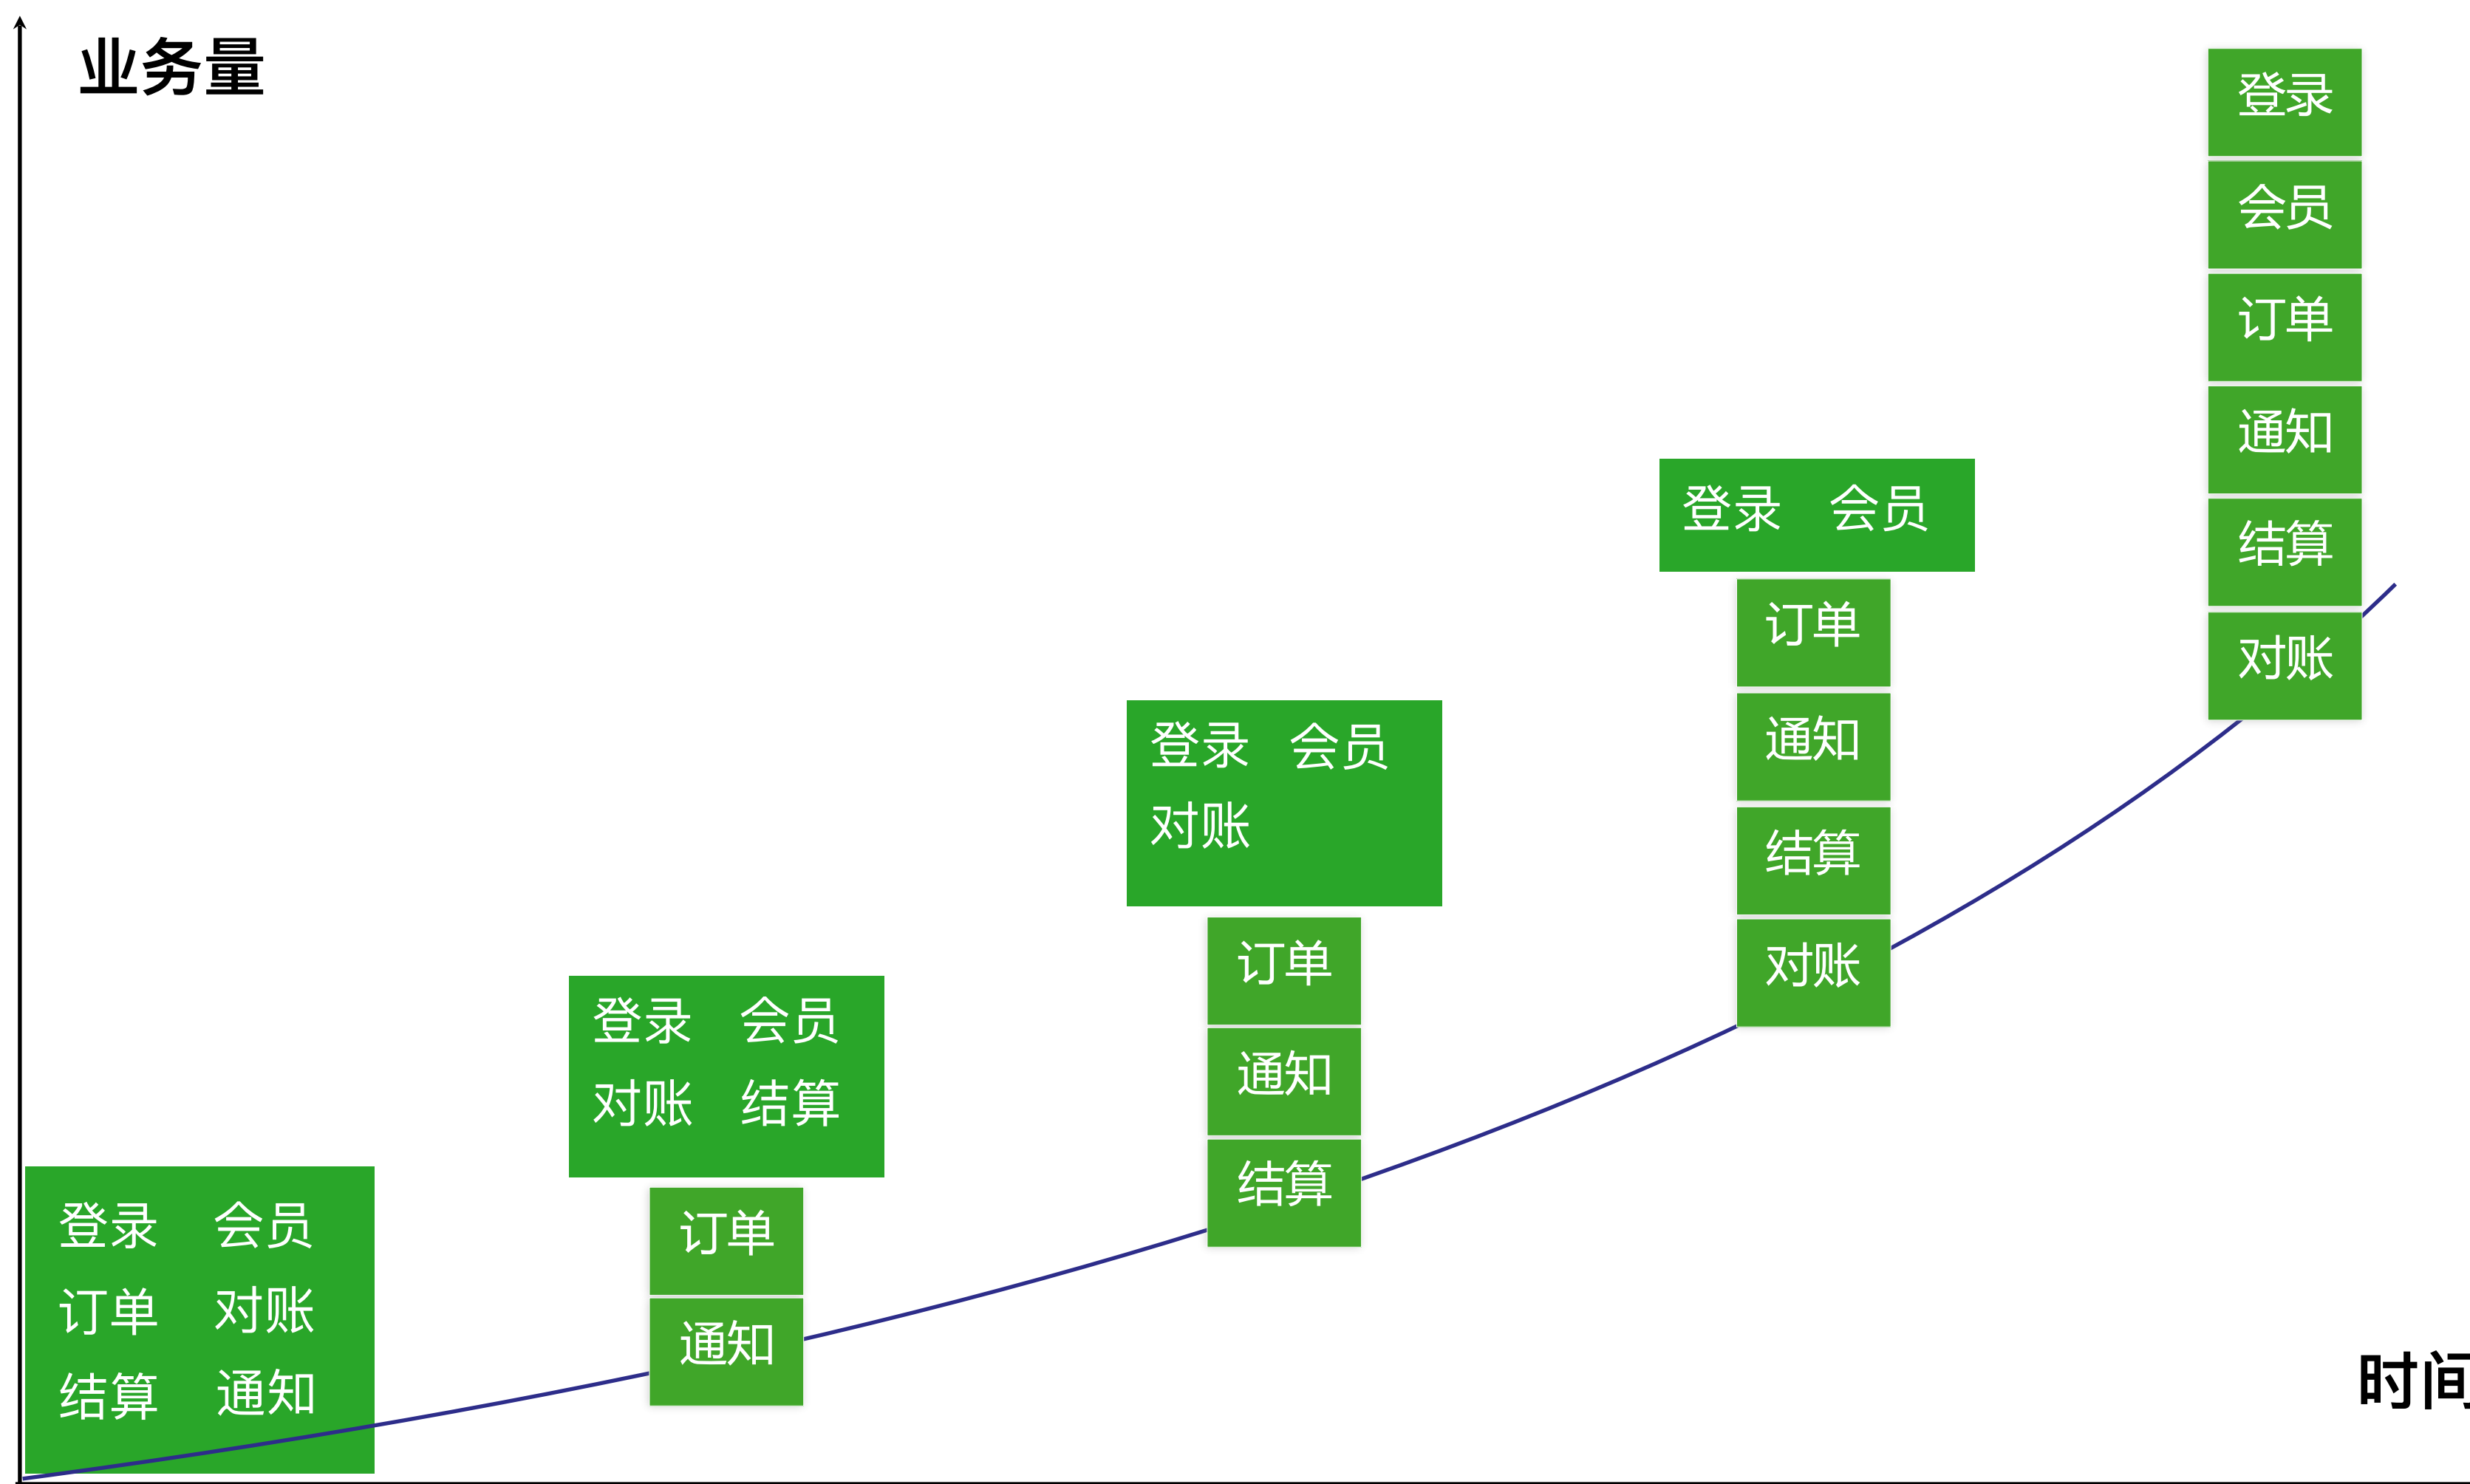 业务量
登录 会员
订单 对账
结算 通知
登录 会员
对账 结算
订单
通知
登录 会员
对账
订单
通知
结算
登录 会员
订单
通知
结算
对账
登录
会员
订单
通知
结算
对账
时间